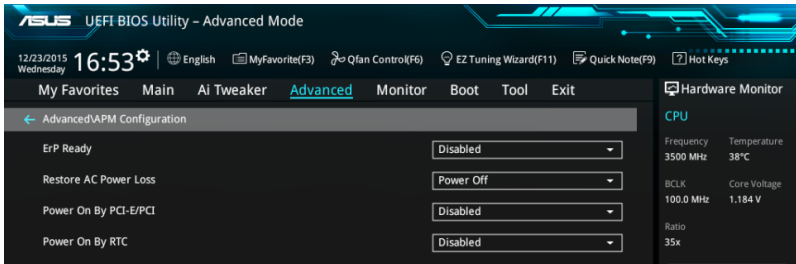 ASUS UEFI BIOS Utility – Advanced Mode
12/23/2015 Wednesday 16:53 English MyFavorite(F3) Qfan Control(F6) EZ Tuning Wizard(F11) Quick Note(F9) ? Hot Keys
My Favorites Main Ai Tweaker Advanced Monitor Boot Tool Exit
Hardware Monitor
← Advanced\APM Configuration
ErP Ready Disabled
Restore AC Power Loss Power Off
Power On By PCI-E/PCI Disabled
Power On By RTC Disabled
CPU
Frequency Temperature
3500 MHz 38°C
BCLK Core Voltage
100.0 MHz 1.184 V
Ratio
35x